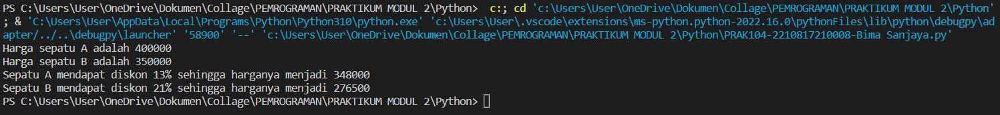 PS C:\Users\User\OneDrive\Dokumen\Collage\PEMROGRAMAN\PRAKTIKUM MODUL 2\Python>  c:; cd 'c:\Users\User\OneDrive\Dokumen\Collage\PEMROGRAMAN\PRAKTIKUM MODUL 2\Python'
; & 'C:\Users\User\AppData\Local\Programs\Python\Python310\python.exe' 'c:\Users\User\.vscode\extensions\ms-python.python-2022.16.0\pythonFiles\lib\python\debugpy\ad
apter/../..\debugpy\launcher' '58900' '--' 'c:\Users\User\OneDrive\Dokumen\Collage\PEMROGRAMAN\PRAKTIKUM MODUL 2\Python\PRAK104-2210817210008-Bima Sanjaya.py'
Harga sepatu A adalah 400000
Harga sepatu B adalah 350000
Sepatu A mendapat diskon 13% sehingga harganya menjadi 348000
Sepatu B mendapat diskon 21% sehingga harganya menjadi 276500
PS C:\Users\User\OneDrive\Dokumen\Collage\PEMROGRAMAN\PRAKTIKUM MODUL 2\Python>